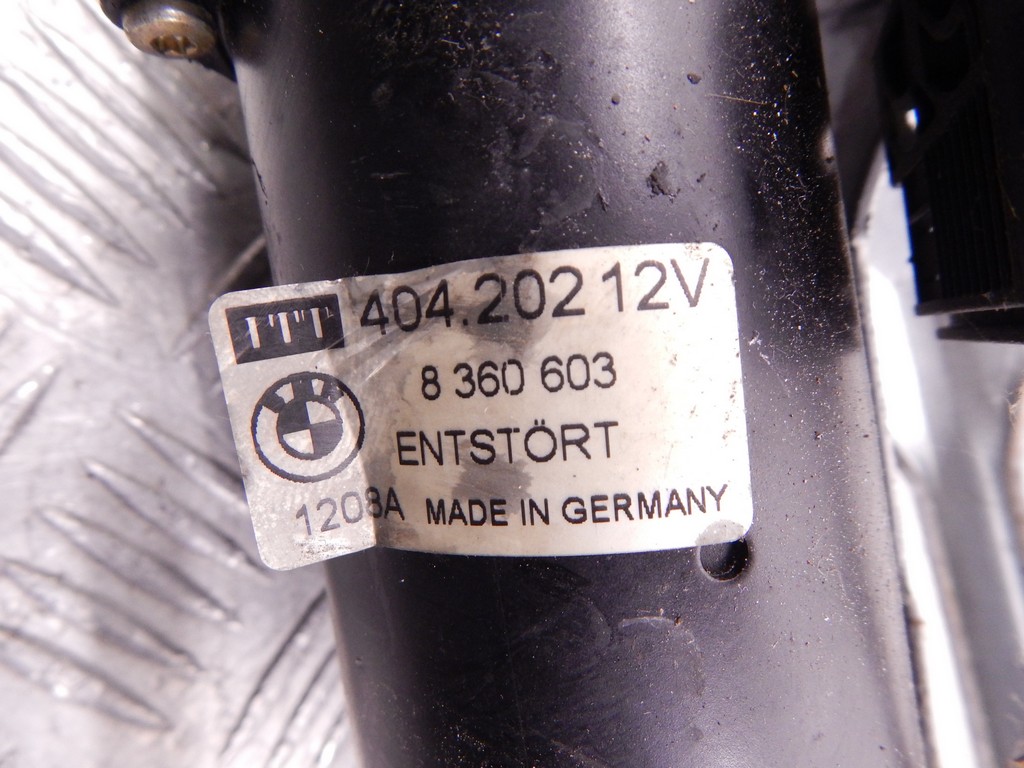 ITT 404.202 12V
8 360 603
ENTSTÖRT
1208A MADE IN GERMANY